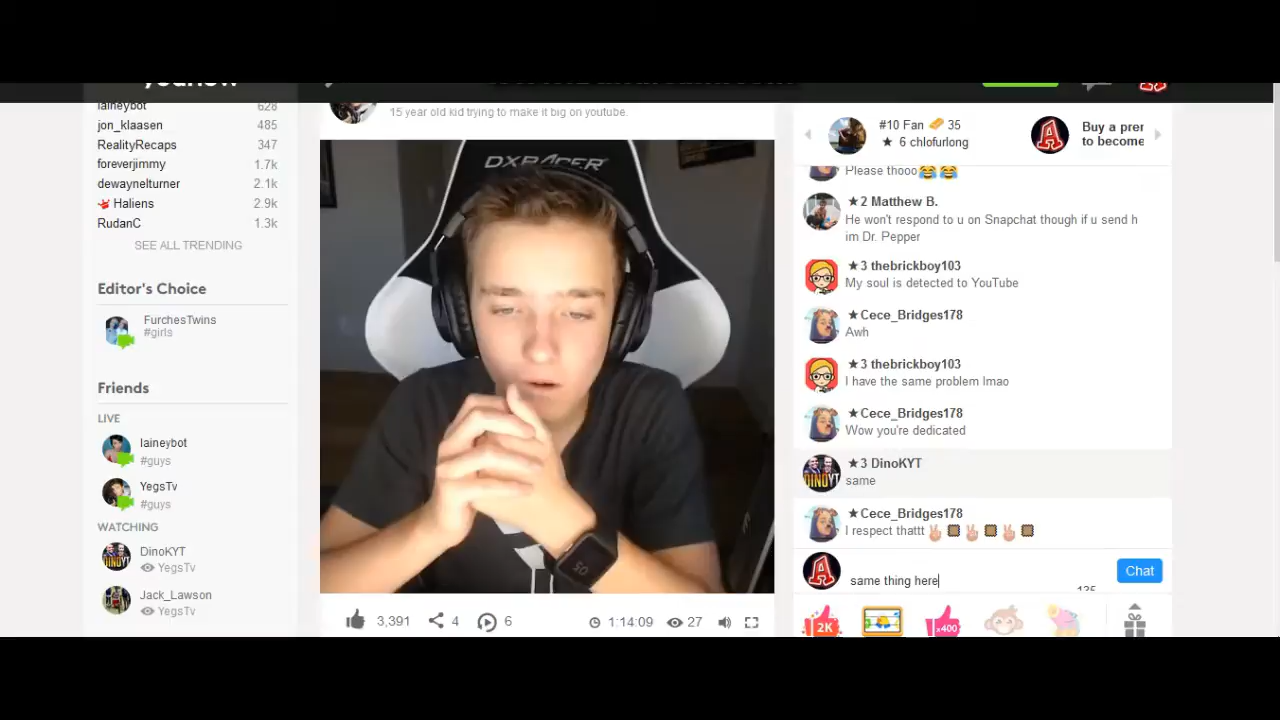 laineybot 628
jon_klaasen 485
RealityRecaps 347
foreverjimmy 1.7k
dewaynelturner 2.1k
Haliens 2.9k
RudanC 1.3k
SEE ALL TRENDING
Editor's Choice
FurchesTwins
#girls
Friends
LIVE
laineybot
#guys
YegsTv
#guys
WATCHING
DinoKYT
YegsTv
Jack_Lawson
YegsTv
15 year old kid trying to make it big on youtube.
DXRACER
3,391
4
6
1:14:09
27
#10 Fan 35
★ 6 chlofurlong
Buy a prer
to become
Please thooo
★2 Matthew B.
He won't respond to u on Snapchat though if u send h
im Dr. Pepper
★3 thebrickboy103
My soul is detected to YouTube
★Cece_Bridges178
Awh
★3 thebrickboy103
I have the same problem lmao
★Cece_Bridges178
Wow you're dedicated
★3 DinoKYT
same
★Cece_Bridges178
I respect thattt
same thing here
Chat
2K
x400